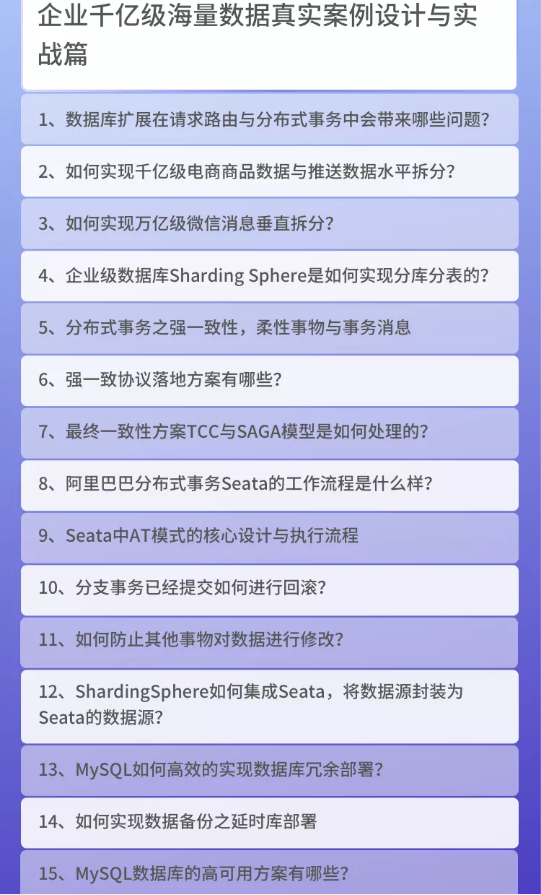 企业千亿级海量数据真实案例设计与实
战篇
1、数据库扩展在请求路由与分布式事务中会带来哪些问题？
2、如何实现千亿级电商商品数据与推送数据水平拆分？
3、如何实现万亿级微信消息垂直拆分？
4、企业级数据库Sharding Sphere是如何实现分库分表的？
5、分布式事务之强一致性，柔性事物与事务消息
6、强一致协议落地方案有哪些？
7、最终一致性方案TCC与SAGA模型是如何处理的？
8、阿里巴巴分布式事务Seata的工作流程是什么样？
9、Seata中AT模式的核心设计与执行流程
10、分支事务已经提交如何进行回滚？
11、如何防止其他事物对数据进行修改？
12、ShardingSphere如何集成Seata，将数据源封装为
Seata的数据源？
13、MySQL如何高效的实现数据库冗余部署？
14、如何实现数据备份之延时库部署
15、MySQL数据库的高可用方案有哪些？